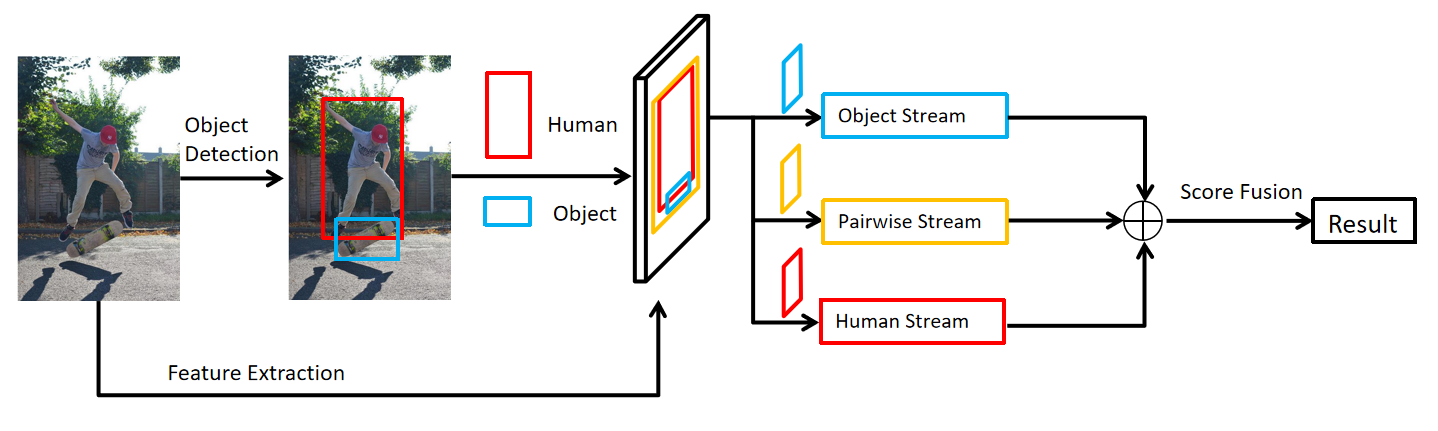 Object
Detection
Human
Object
Feature Extraction
Object Stream
Pairwise Stream
Human Stream
Score Fusion
Result